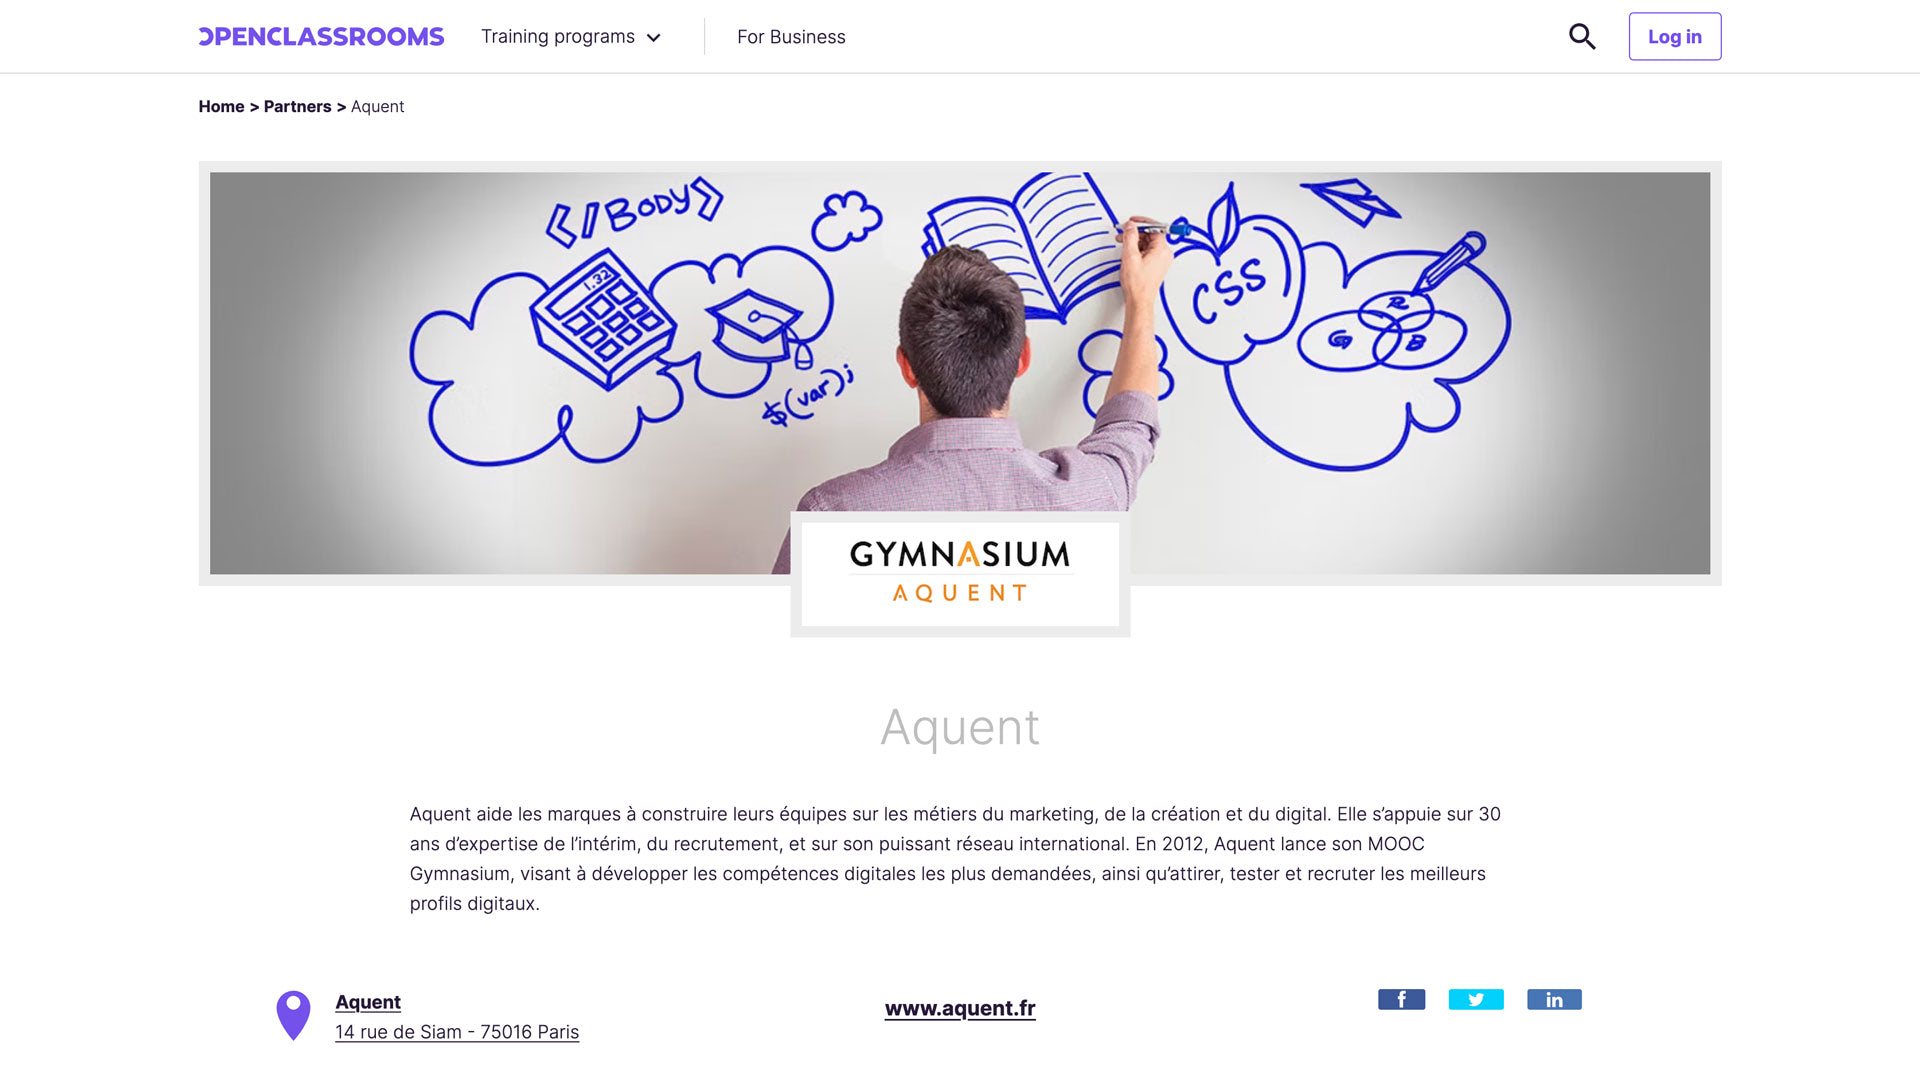 OPENCLASSROOMS
Training programs
For Business
Log in
Home > Partners > Aquent
</Body>
1.32
$(var);
CSS
R
G
B
GYMNASIUM
AQUENT
Aquent
Aquent aide les marques à construire leurs équipes sur les métiers du marketing, de la création et du digital. Elle s’appuie sur 30
ans d’expertise de l’intérim, du recrutement, et sur son puissant réseau international. En 2012, Aquent lance son MOOC
Gymnasium, visant à développer les compétences digitales les plus demandées, ainsi qu’attirer, tester et recruter les meilleurs
profils digitaux.
Aquent
14 rue de Siam - 75016 Paris
www.aquent.fr
f
in